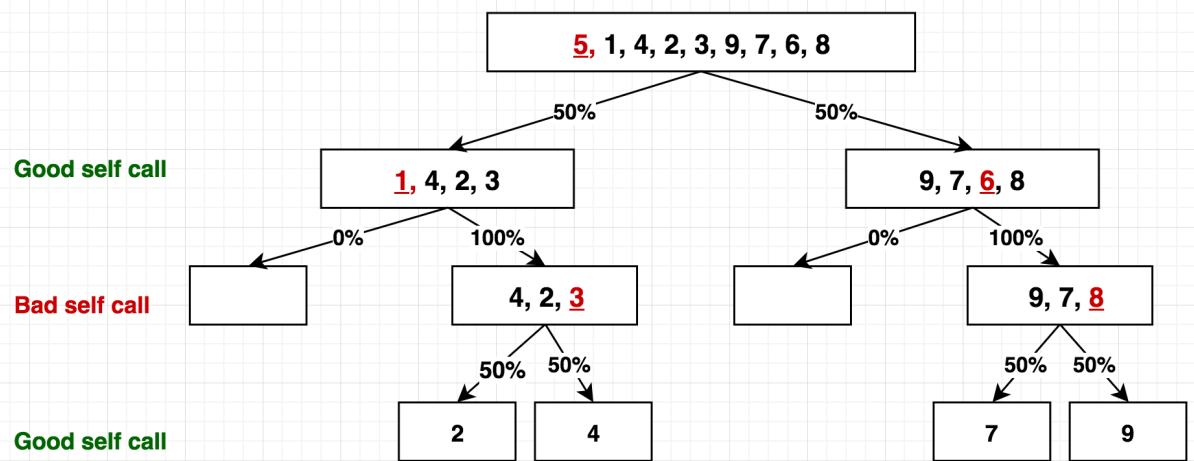 5, 1, 4, 2, 3, 9, 7, 6, 8
50%
50%
Good self call
1, 4, 2, 3
9, 7, 6, 8
0%
100%
0%
100%
Bad self call
4, 2, 3
9, 7, 8
50%
50%
50%
50%
Good self call
2
4
7
9